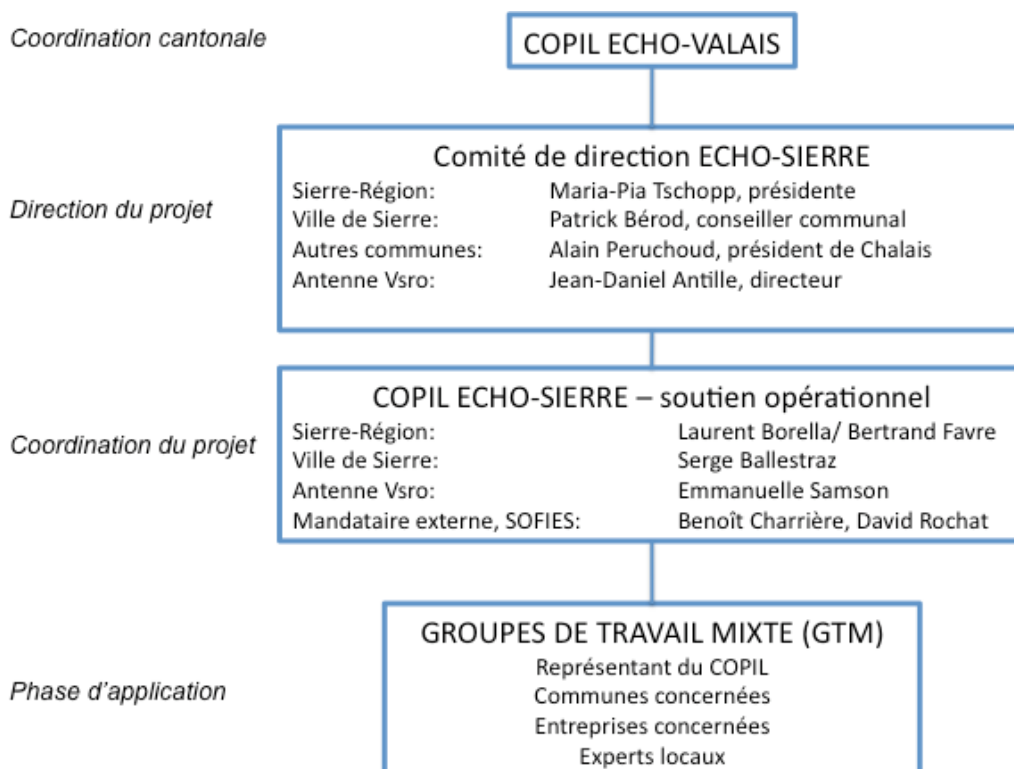 Coordination cantonale
COPIL ECHO-VALAIS
Direction du projet
Comité de direction ECHO-SIERRE
Sierre-Région: Maria-Pia Tschopp, présidente
Ville de Sierre: Patrick Bérod, conseiller communal
Autres communes: Alain Peruchoud, président de Chalais
Antenne Vsro: Jean-Daniel Antille, directeur
Coordination du projet
COPIL ECHO-SIERRE – soutien opérationnel
Sierre-Région: Laurent Borella/ Bertrand Favre
Ville de Sierre: Serge Ballestraz
Antenne Vsro: Emmanuelle Samson
Mandataire externe, SOFIES: Benoît Charrière, David Rochat
Phase d’application
GROUPES DE TRAVAIL MIXTE (GTM)
Représentant du COPIL
Communes concernées
Entreprises concernées
Experts locaux